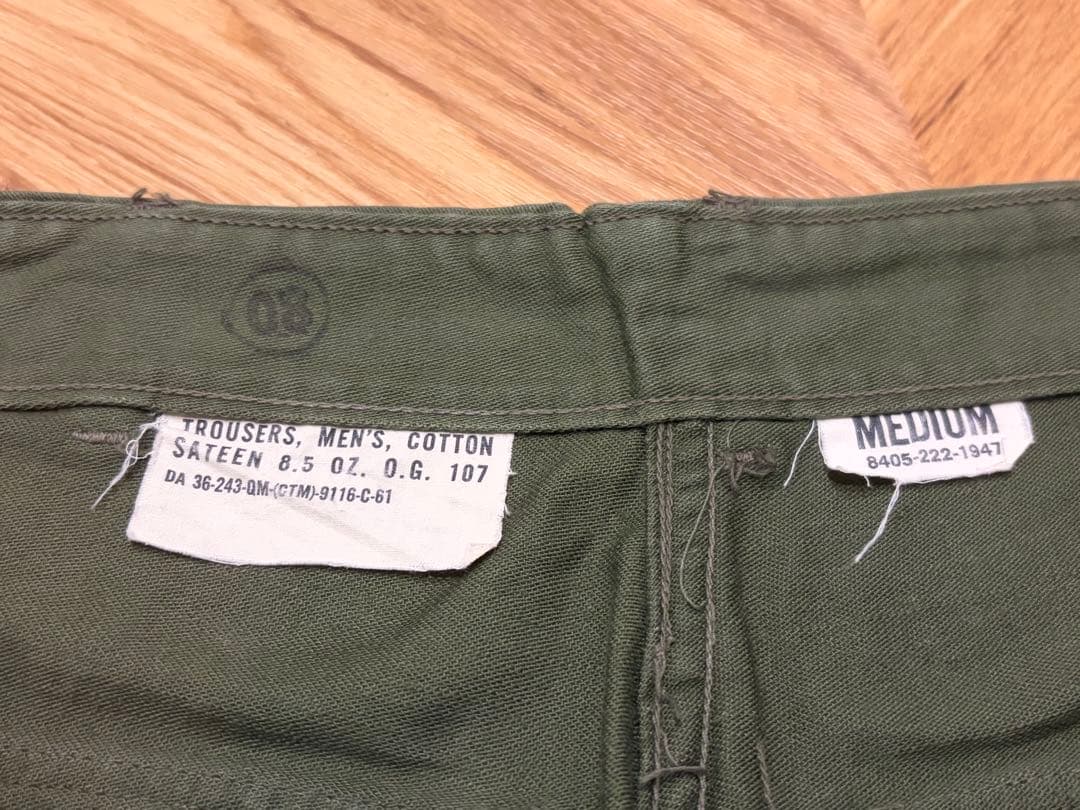 08
TROUSERS, MEN'S, COTTON
SATEEN 8.5 OZ. O.G. 107
DA 36-243-QM-(CTM)-9116-C-61
MEDIUM
8405-222-1947